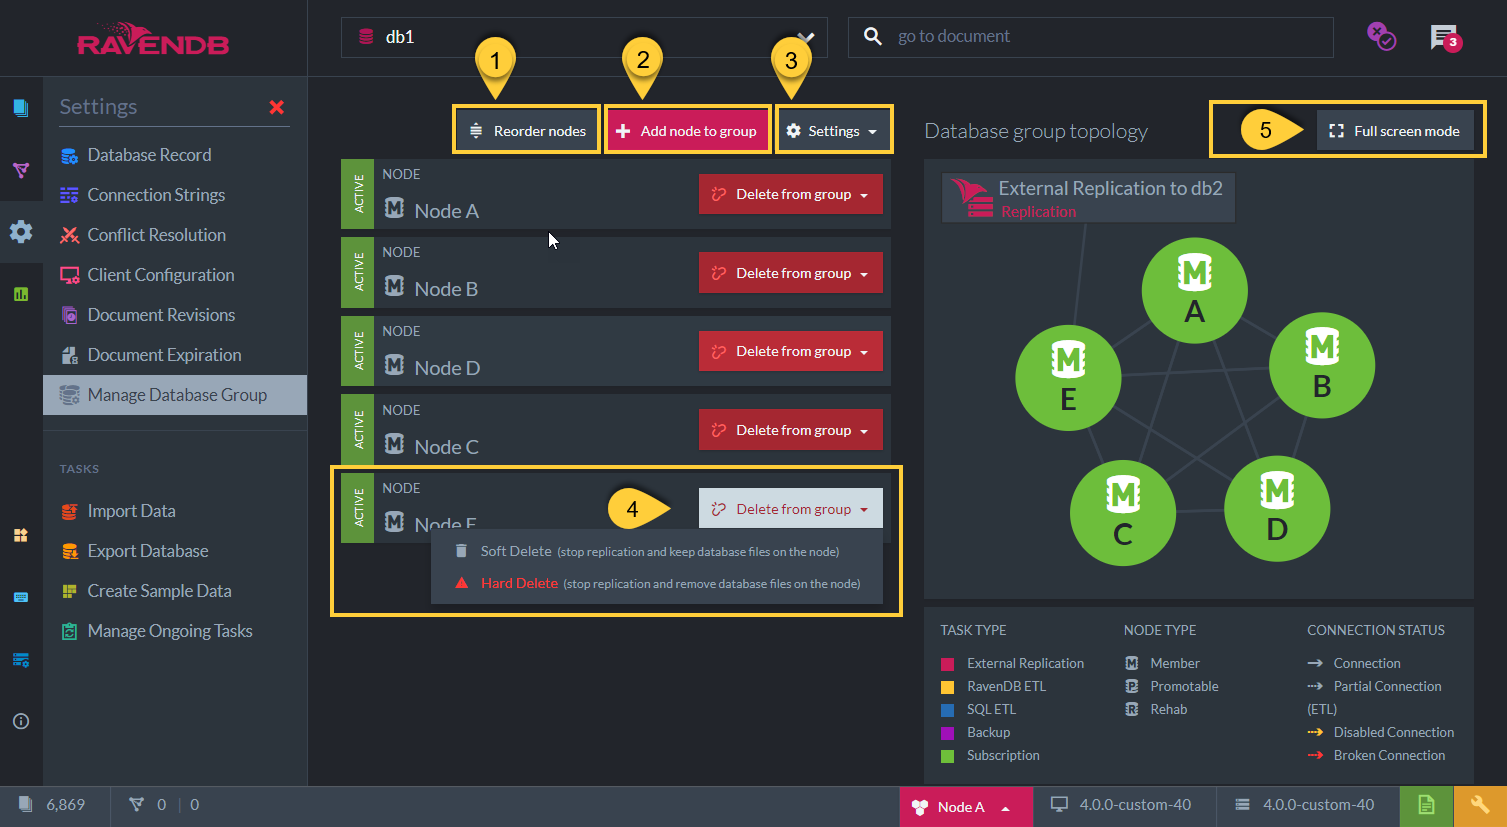 RAVENDB
db1
go to document
3
1
2
3
Settings
Reorder nodes
Add node to group
Settings
Database group topology
5
Full screen mode
Database Record
Connection Strings
Conflict Resolution
Client Configuration
Document Revisions
Document Expiration
Manage Database Group
TASKS
Import Data
Export Database
Create Sample Data
Manage Ongoing Tasks
ACTIVE
NODE
M
Node A
Delete from group
ACTIVE
NODE
M
Node B
Delete from group
ACTIVE
NODE
M
Node D
Delete from group
ACTIVE
NODE
M
Node C
Delete from group
ACTIVE
NODE
M
Node E
4
Delete from group
Soft Delete (stop replication and keep database files on the node)
Hard Delete (stop replication and remove database files on the node)
External Replication to db2
Replication
M
A
M
B
M
E
M
C
M
D
TASK TYPE
External Replication
RavenDB ETL
SQL ETL
Backup
Subscription
NODE TYPE
M Member
P Promotable
R Rehab
CONNECTION STATUS
Connection
Partial Connection
(ETL)
Disabled Connection
Broken Connection
6,869
0 | 0
Node A
4.0.0-custom-40
4.0.0-custom-40